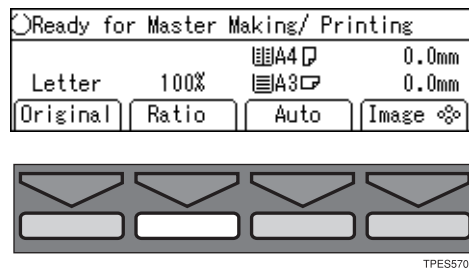 Ready for Master Making/ Printing
A4 0.0mm
Letter 100% A3 0.0mm
Original Ratio Auto Image
TPES570